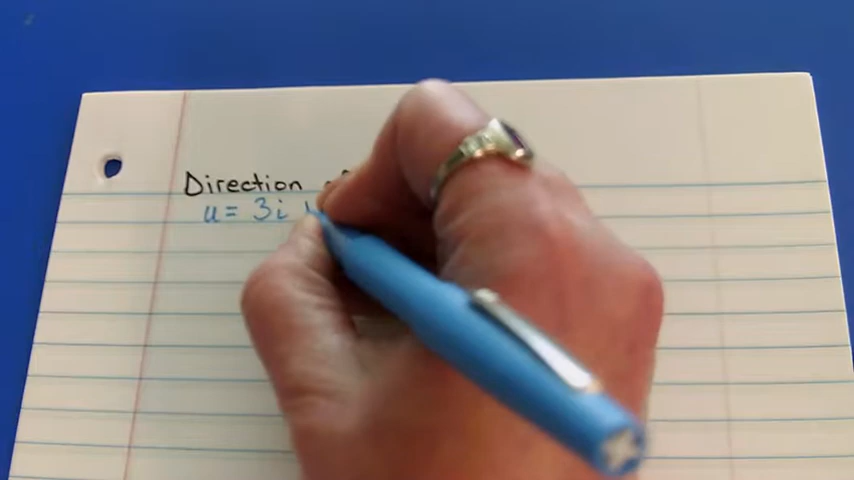 Direction
u = 3i